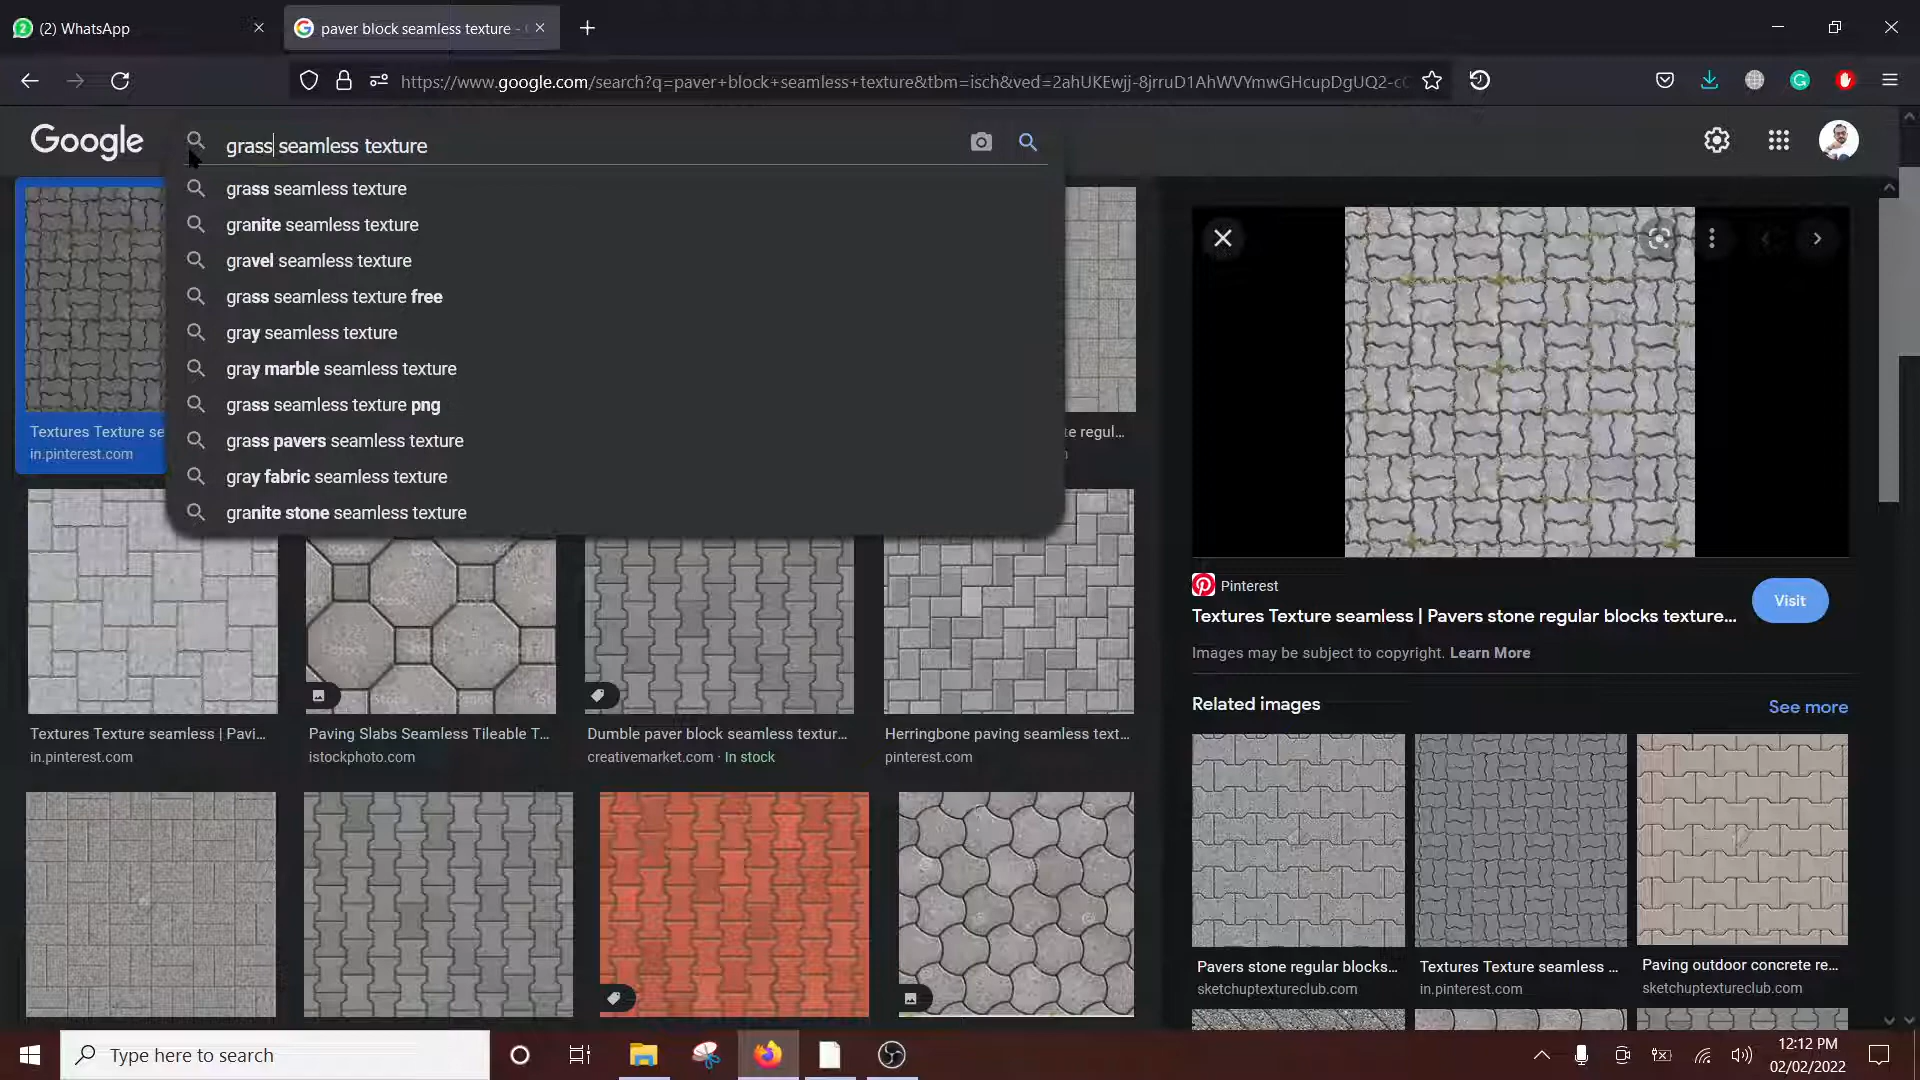 (2) WhatsApp
paver block seamless texture -
https://www.google.com/search?q=paver+block+seamless+texture&tbm=isch&ved=2ahUKEwjj-8jrruD1AhWVYmwGHcupDgUQ2-cC
Google
grass seamless texture
grass seamless texture
granite seamless texture
gravel seamless texture
grass seamless texture free
gray seamless texture
gray marble seamless texture
grass seamless texture png
grass pavers seamless texture
gray fabric seamless texture
granite stone seamless texture
Textures Texture se
in.pinterest.com
te regul...
Textures Texture seamless | Pavi...
in.pinterest.com
Paving Slabs Seamless Tileable T...
istockphoto.com
Dumble paver block seamless textur...
creativemarket.com · In stock
Herringbone paving seamless text...
pinterest.com
Pinterest
Visit
Textures Texture seamless | Pavers stone regular blocks texture...
Images may be subject to copyright. Learn More
Related images
See more
Pavers stone regular blocks...
sketchuptextureclub.com
Textures Texture seamless ...
in.pinterest.com
Paving outdoor concrete re...
sketchuptextureclub.com
Type here to search
12:12 PM
02/02/2022